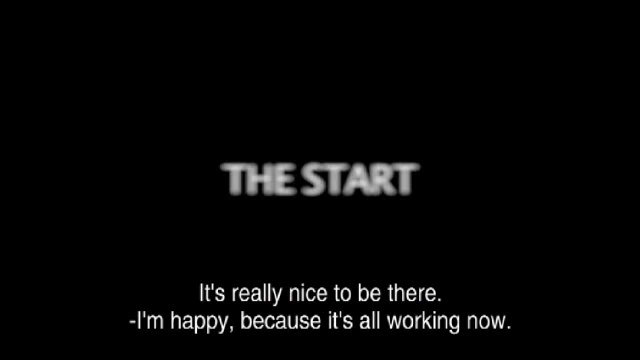 THE START
It's really nice to be there.
-I'm happy, because it's all working now.